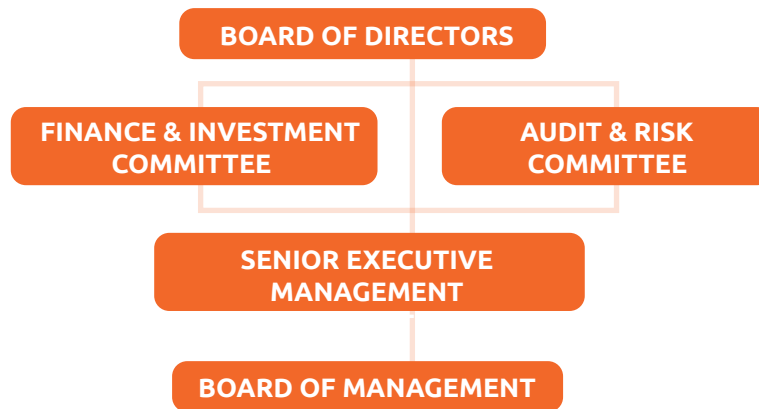 BOARD OF DIRECTORS
FINANCE & INVESTMENT
COMMITTEE
AUDIT & RISK
COMMITTEE
SENIOR EXECUTIVE
MANAGEMENT
BOARD OF MANAGEMENT